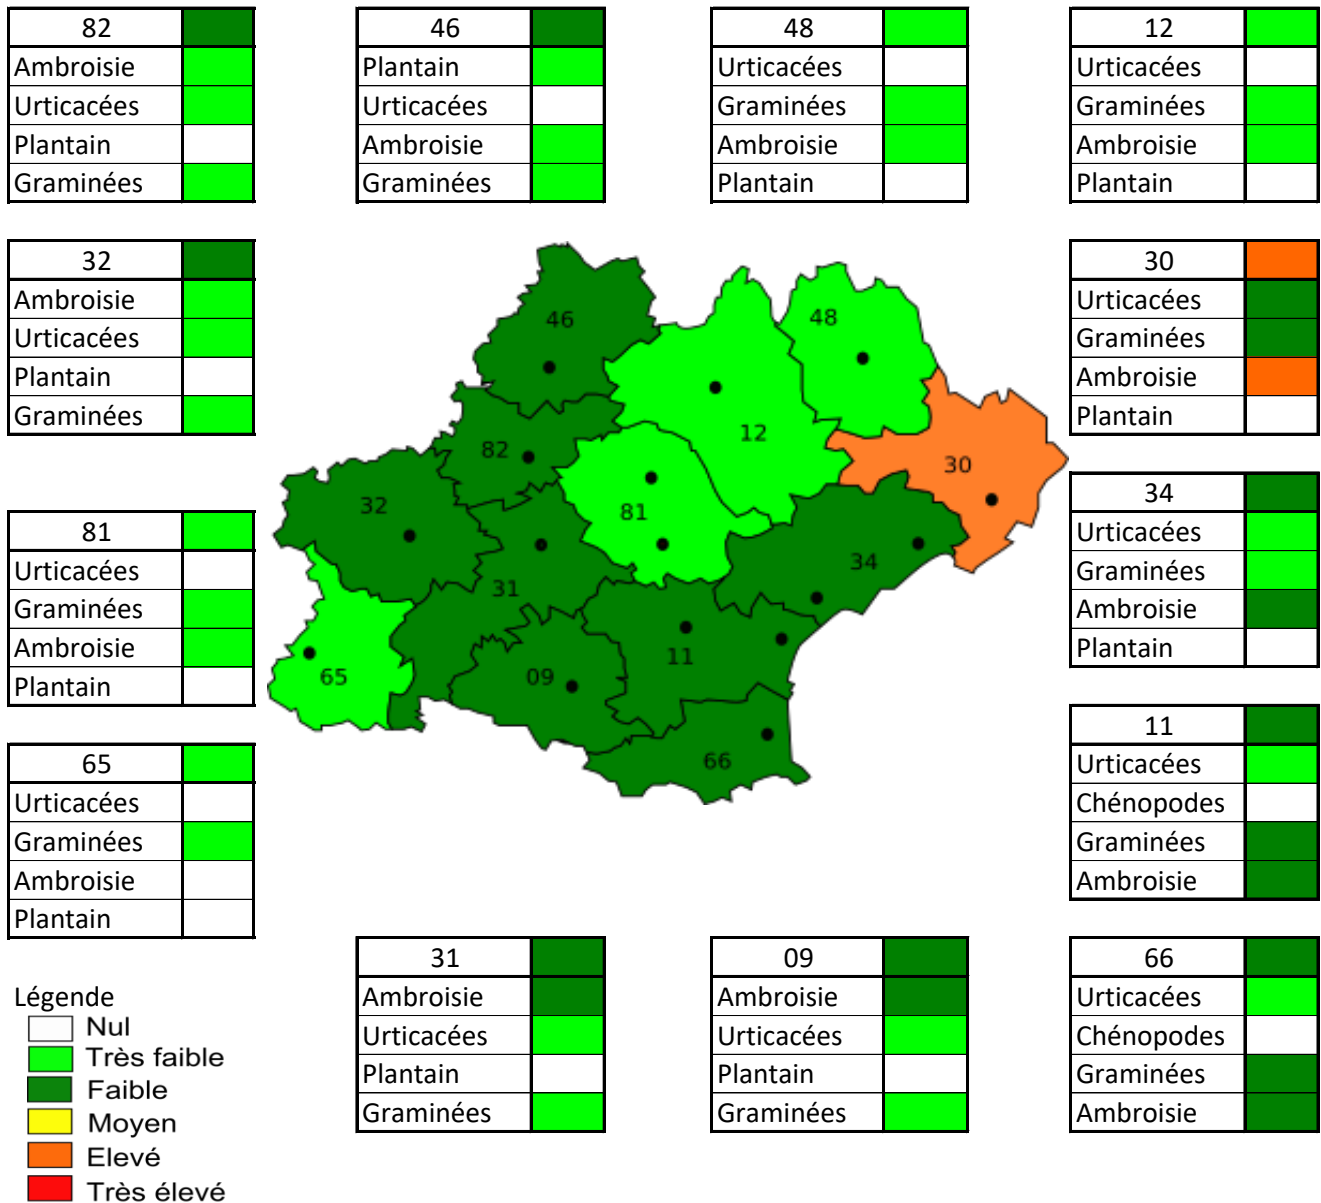 82
Ambroisie
Urticacées
Plantain
Graminées
46
Plantain
Urticacées
Ambroisie
Graminées
48
Urticacées
Graminées
Ambroisie
Plantain
12
Urticacées
Graminées
Ambroisie
Plantain
32
Ambroisie
Urticacées
Plantain
Graminées
30
Urticacées
Graminées
Ambroisie
Plantain
46
48
12
82
30
32
81
34
31
11
09
65
66
81
Urticacées
Graminées
Ambroisie
Plantain
34
Urticacées
Graminées
Ambroisie
Plantain
65
Urticacées
Graminées
Ambroisie
Plantain
11
Urticacées
Chénopodes
Graminées
Ambroisie
31
Ambroisie
Urticacées
Plantain
Graminées
09
Ambroisie
Urticacées
Plantain
Graminées
66
Urticacées
Chénopodes
Graminées
Ambroisie
Légende
Nul
Très faible
Faible
Moyen
Elevé
Très élevé